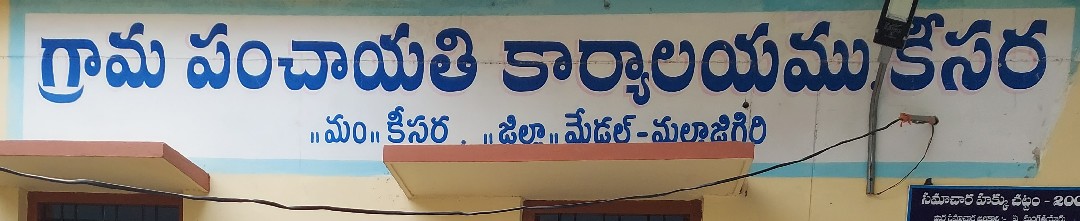 గ్రామ పంచాయతి కార్యాలయము. కీసర
"మం" కీసర . "జిల్లా" మేడ్చల్ - మల్కాజిగిరి
సమాచార హక్కు చట్టం - 200